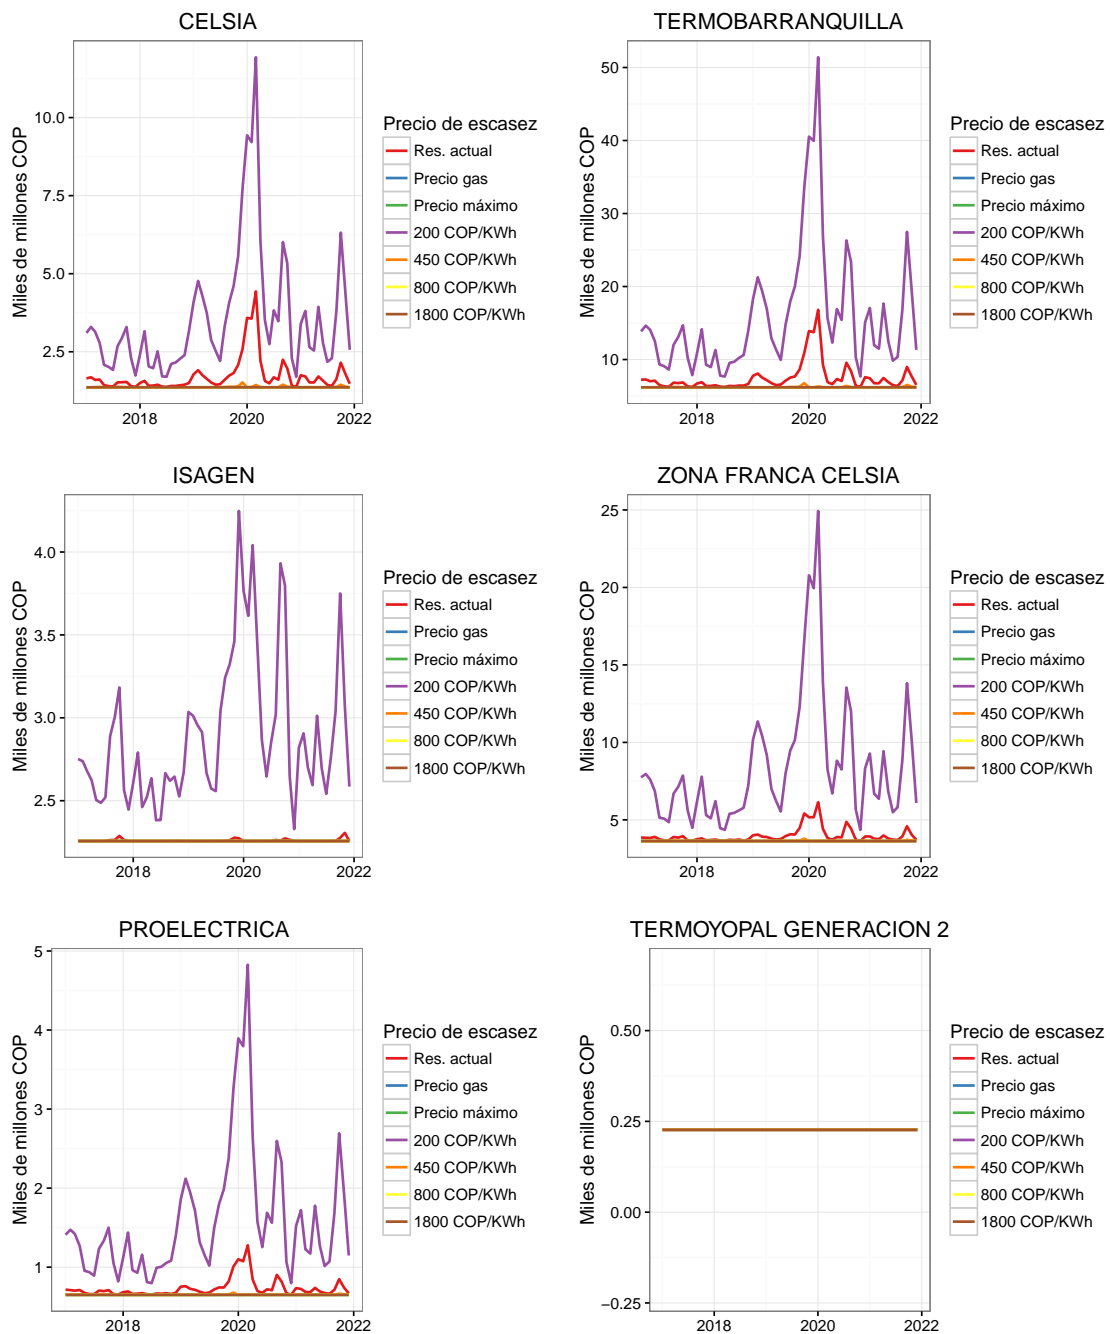 CELSIA
Miles de millones COP
10.0
7.5
5.0
2.5
2018
2020
2022
Precio de escasez
Res. actual
Precio gas
Precio máximo
200 COP/KWh
450 COP/KWh
800 COP/KWh
1800 COP/KWh
TERMOBARRANQUILLA
Miles de millones COP
50
40
30
20
10
2018
2020
2022
Precio de escasez
Res. actual
Precio gas
Precio máximo
200 COP/KWh
450 COP/KWh
800 COP/KWh
1800 COP/KWh
ISAGEN
Miles de millones COP
4.0
3.5
3.0
2.5
2018
2020
2022
Precio de escasez
Res. actual
Precio gas
Precio máximo
200 COP/KWh
450 COP/KWh
800 COP/KWh
1800 COP/KWh
ZONA FRANCA CELSIA
Miles de millones COP
25
20
15
10
5
2018
2020
2022
Precio de escasez
Res. actual
Precio gas
Precio máximo
200 COP/KWh
450 COP/KWh
800 COP/KWh
1800 COP/KWh
PROELECTRICA
Miles de millones COP
5
4
3
2
1
2018
2020
2022
Precio de escasez
Res. actual
Precio gas
Precio máximo
200 COP/KWh
450 COP/KWh
800 COP/KWh
1800 COP/KWh
TERMOYOPAL GENERACION 2
Miles de millones COP
0.50
0.25
0.00
−0.25
2018
2020
2022
Precio de escasez
Res. actual
Precio gas
Precio máximo
200 COP/KWh
450 COP/KWh
800 COP/KWh
1800 COP/KWh